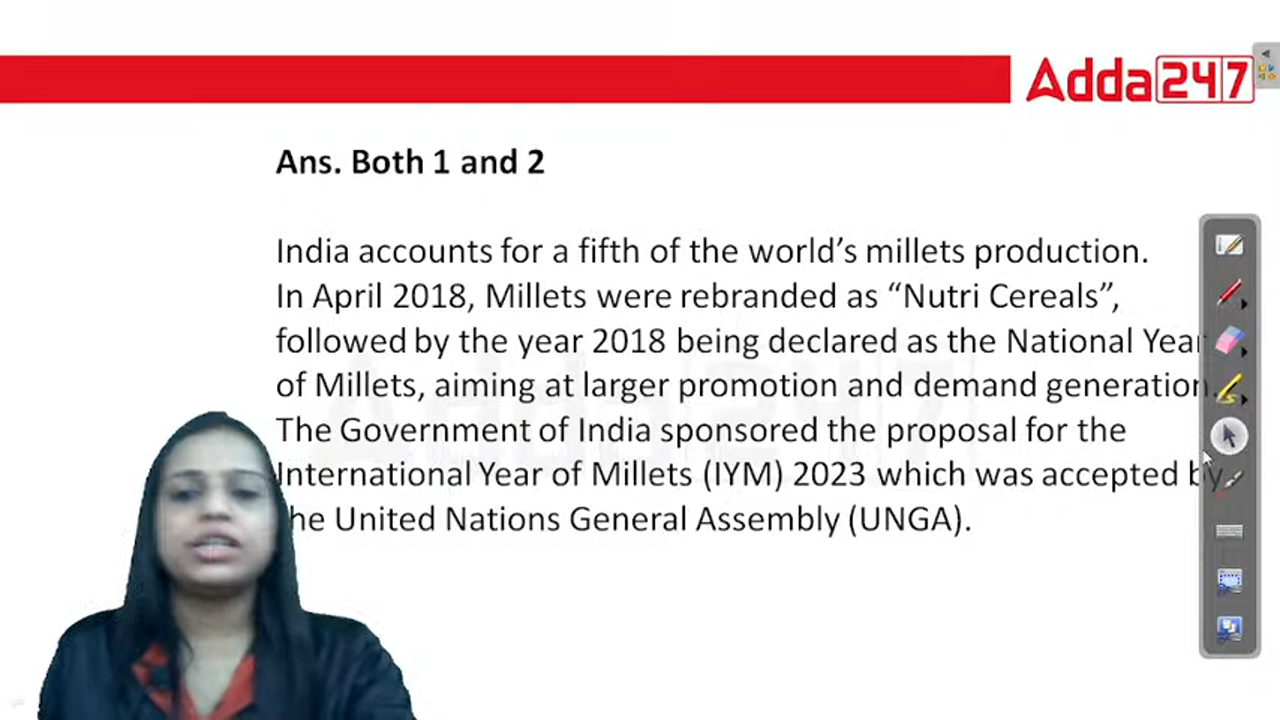 Adda247
Ans. Both 1 and 2
India accounts for a fifth of the world’s millets production.
In April 2018, Millets were rebranded as “Nutri Cereals”,
followed by the year 2018 being declared as the National Year
of Millets, aiming at larger promotion and demand generation.
The Government of India sponsored the proposal for the
International Year of Millets (IYM) 2023 which was accepted by
the United Nations General Assembly (UNGA).